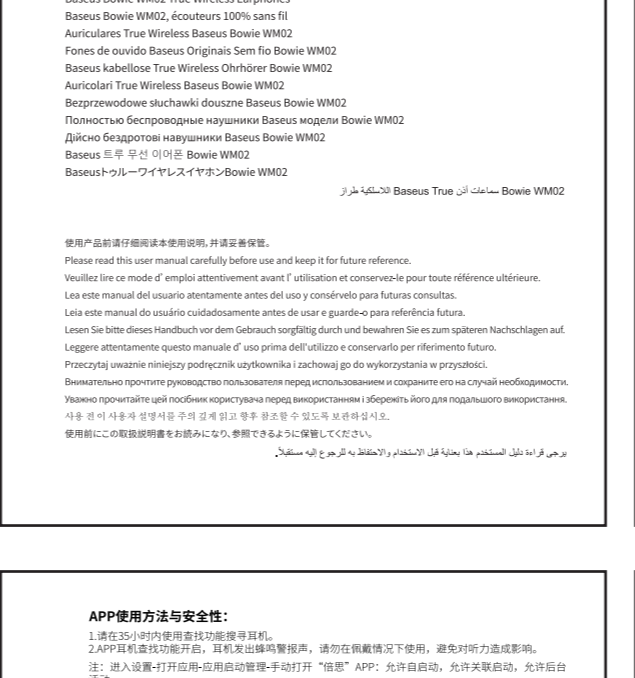 Baseus Bowie WM02 True Wireless Earphones
Baseus Bowie WM02, écouteurs 100% sans fil
Auriculares True Wireless Baseus Bowie WM02
Fones de ouvido Baseus Originais Sem fio Bowie WM02
Baseus kabellose True Wireless Ohrhörer Bowie WM02
Auricolari True Wireless Baseus Bowie WM02
Bezprzewodowe słuchawki douszne Baseus Bowie WM02
Полностью беспроводные наушники Baseus модели Bowie WM02
Дійсно бездротові навушники Baseus Bowie WM02
Baseus 트루 무선 이어폰 Bowie WM02
BaseusトゥルーワイヤレスイヤホンBowie WM02
سماعات أذن Baseus True اللاسلكية طراز Bowie WM02
使用产品前请仔细阅读本使用说明,并请妥善保管。
Please read this user manual carefully before use and keep it for future reference.
Veuillez lire ce mode d’ emploi attentivement avant l’ utilisation et conservez-le pour toute référence ultérieure.
Lea este manual del usuario atentamente antes del uso y consérvelo para futuras consultas.
Leia este manual do usuário cuidadosamente antes de usar e guarde-o para referência futura.
Lesen Sie bitte dieses Handbuch vor dem Gebrauch sorgfältig durch und bewahren Sie es zum späteren Nachschlagen auf.
Leggere attentamente questo manuale d’ uso prima dell'utilizzo e conservarlo per riferimento futuro.
Przeczytaj uważnie niniejszy podręcznik użytkownika i zachowaj go do wykorzystania w przyszłości.
Внимательно прочтите руководство пользователя перед использованием и сохраните его на случай необходимости.
Уважно прочитайте цей посібник користувача перед використанням і збережіть його для подальшого використання.
사용 전 이 사용자 설명서를 주의 깊게 읽고 향후 참조할 수 있도록 보관하십시오.
使用前にこの取扱説明書をお読みになり、参照できるように保管してください。
يرجى قراءة دليل المستخدم هذا بعناية قبل الاستخدام والاحتفاظ به للرجوع إليه مستقبلاً.
APP使用方法与安全性：
1.请在35小时内使用查找功能搜寻耳机。
2.APP耳机查找功能开启，耳机发出蜂鸣警报声，请勿在佩戴情况下使用，避免对听力造成影响。
注：进入设置-打开应用-应用启动管理-手动打开“倍思”APP：允许自启动，允许关联启动，允许后台